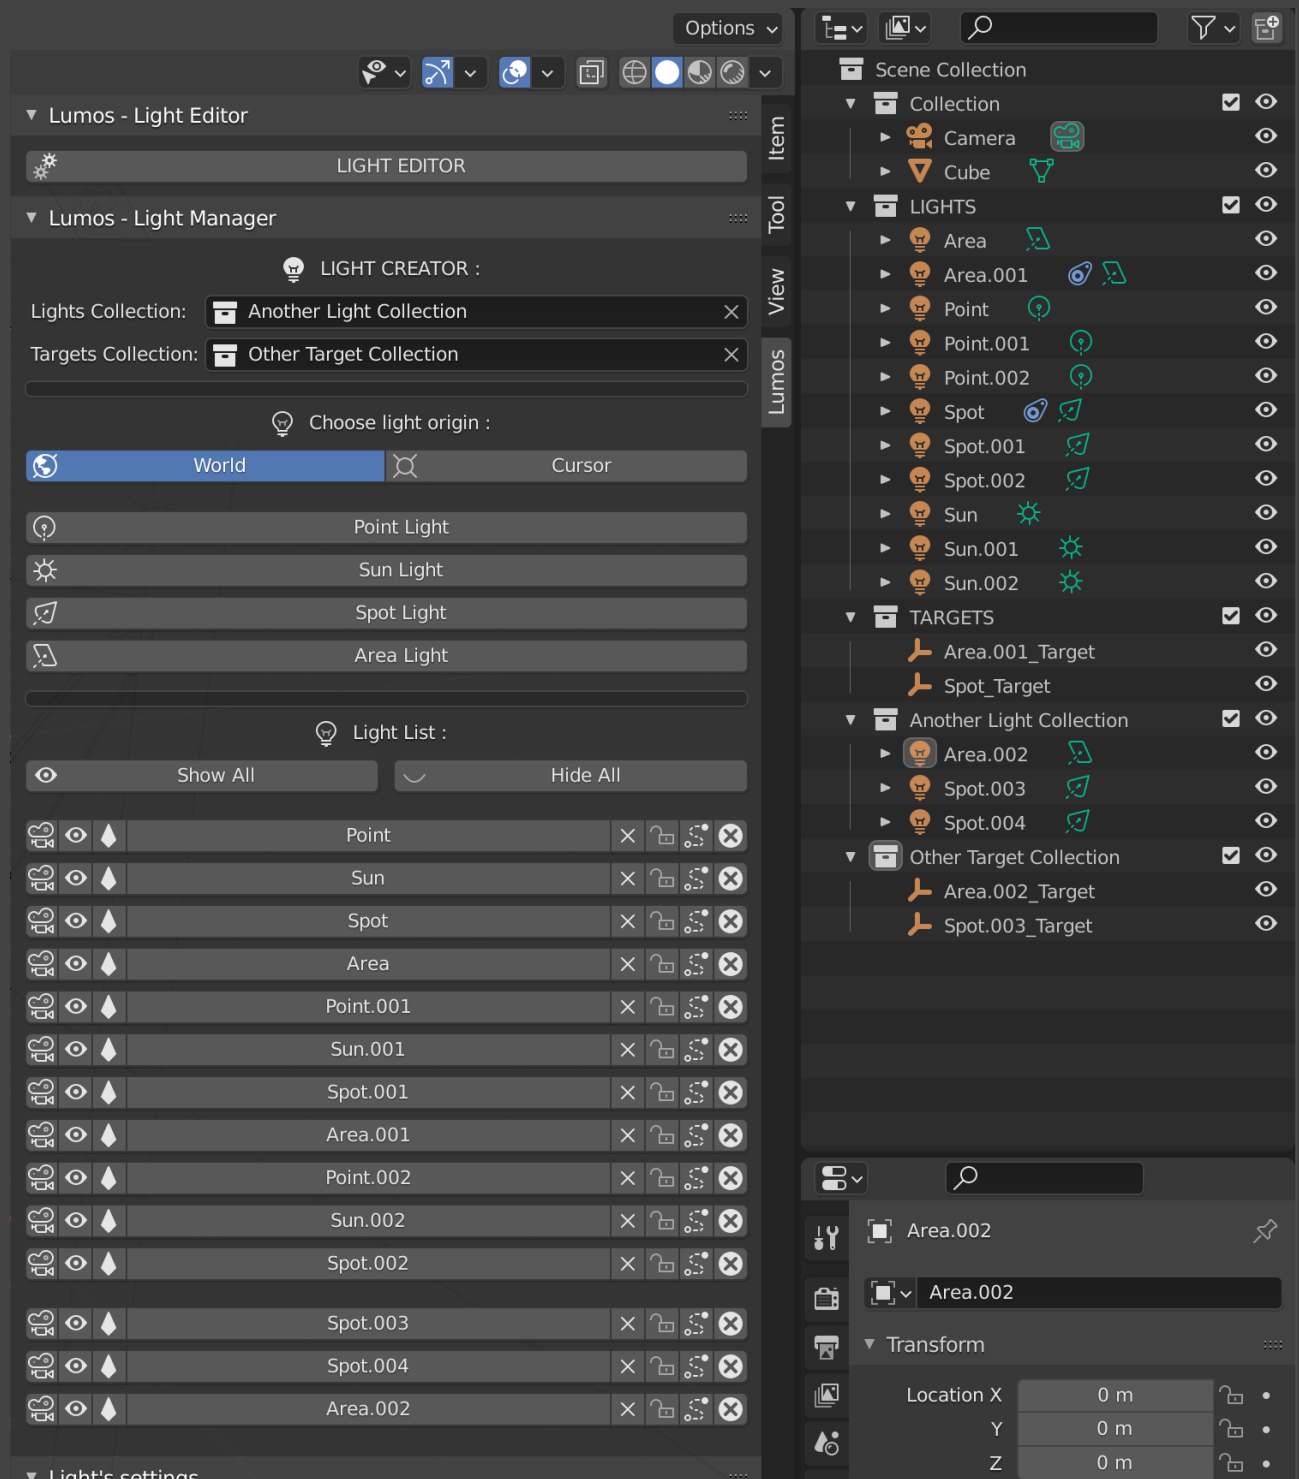 Options
Lumos - Light Editor
LIGHT EDITOR
Lumos - Light Manager
LIGHT CREATOR :
Lights Collection: Another Light Collection
Targets Collection: Other Target Collection
Choose light origin :
World Cursor
Point Light
Sun Light
Spot Light
Area Light
Light List :
Show All Hide All
Point
Sun
Spot
Area
Point.001
Sun.001
Spot.001
Area.001
Point.002
Sun.002
Spot.002
Spot.003
Spot.004
Area.002
Light's settings
Item
Tool
View
Lumos
Scene Collection
Collection
Camera
Cube
LIGHTS
Area
Area.001
Point
Point.001
Point.002
Spot
Spot.001
Spot.002
Sun
Sun.001
Sun.002
TARGETS
Area.001_Target
Spot_Target
Another Light Collection
Area.002
Spot.003
Spot.004
Other Target Collection
Area.002_Target
Spot.003_Target
Area.002
Area.002
Transform
Location X 0 m
Y 0 m
Z 0 m